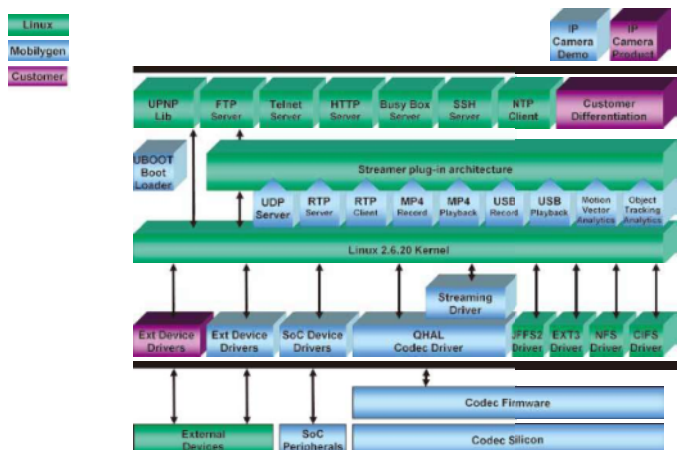 Linux
Mobilygen
Customer
IP
Camera
Demo
IP
Camera
Product
UPNP
Lib
FTP
Server
Telnet
Server
HTTP
Server
Busy Box
Server
SSH
Server
NTP
Client
Customer
Differentiation
UBOOT
Boot
Loader
Streamer plug-in architecture
UDP
Server
RTP
Server
RTP
Client
MP4
Record
MP4
Playback
USB
Record
USB
Playback
Motion
Vector
Analytics
Object
Tracking
Analytics
Linux 2.6.20 Kernel
Streaming
Driver
Ext Device
Drivers
Ext Device
Drivers
SoC Device
Drivers
QHAL
Codec Driver
JFFS2
Driver
EXT3
Driver
NFS
Driver
CIFS
Driver
Codec Firmware
External
Devices
SoC
Peripherals
Codec Silicon